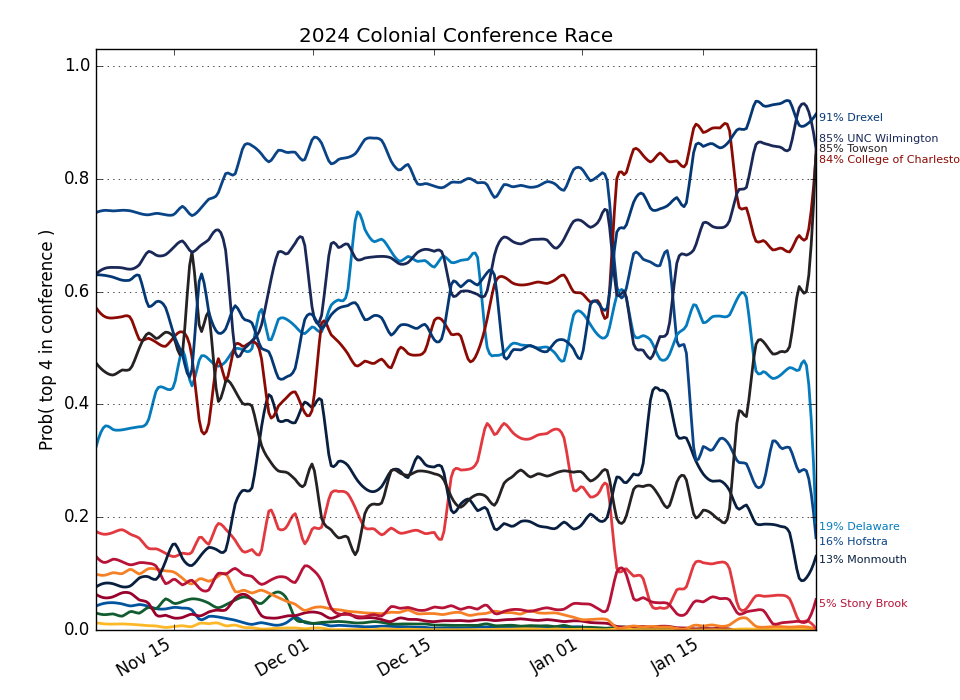 2024 Colonial Conference Race
Prob( top 4 in conference )
1.0
0.8
0.6
0.4
0.2
0.0
Nov 15
Dec 01
Dec 15
Jan 01
Jan 15
91% Drexel
85% UNC Wilmington
85% Towson
84% College of Charlesto
19% Delaware
16% Hofstra
13% Monmouth
5% Stony Brook